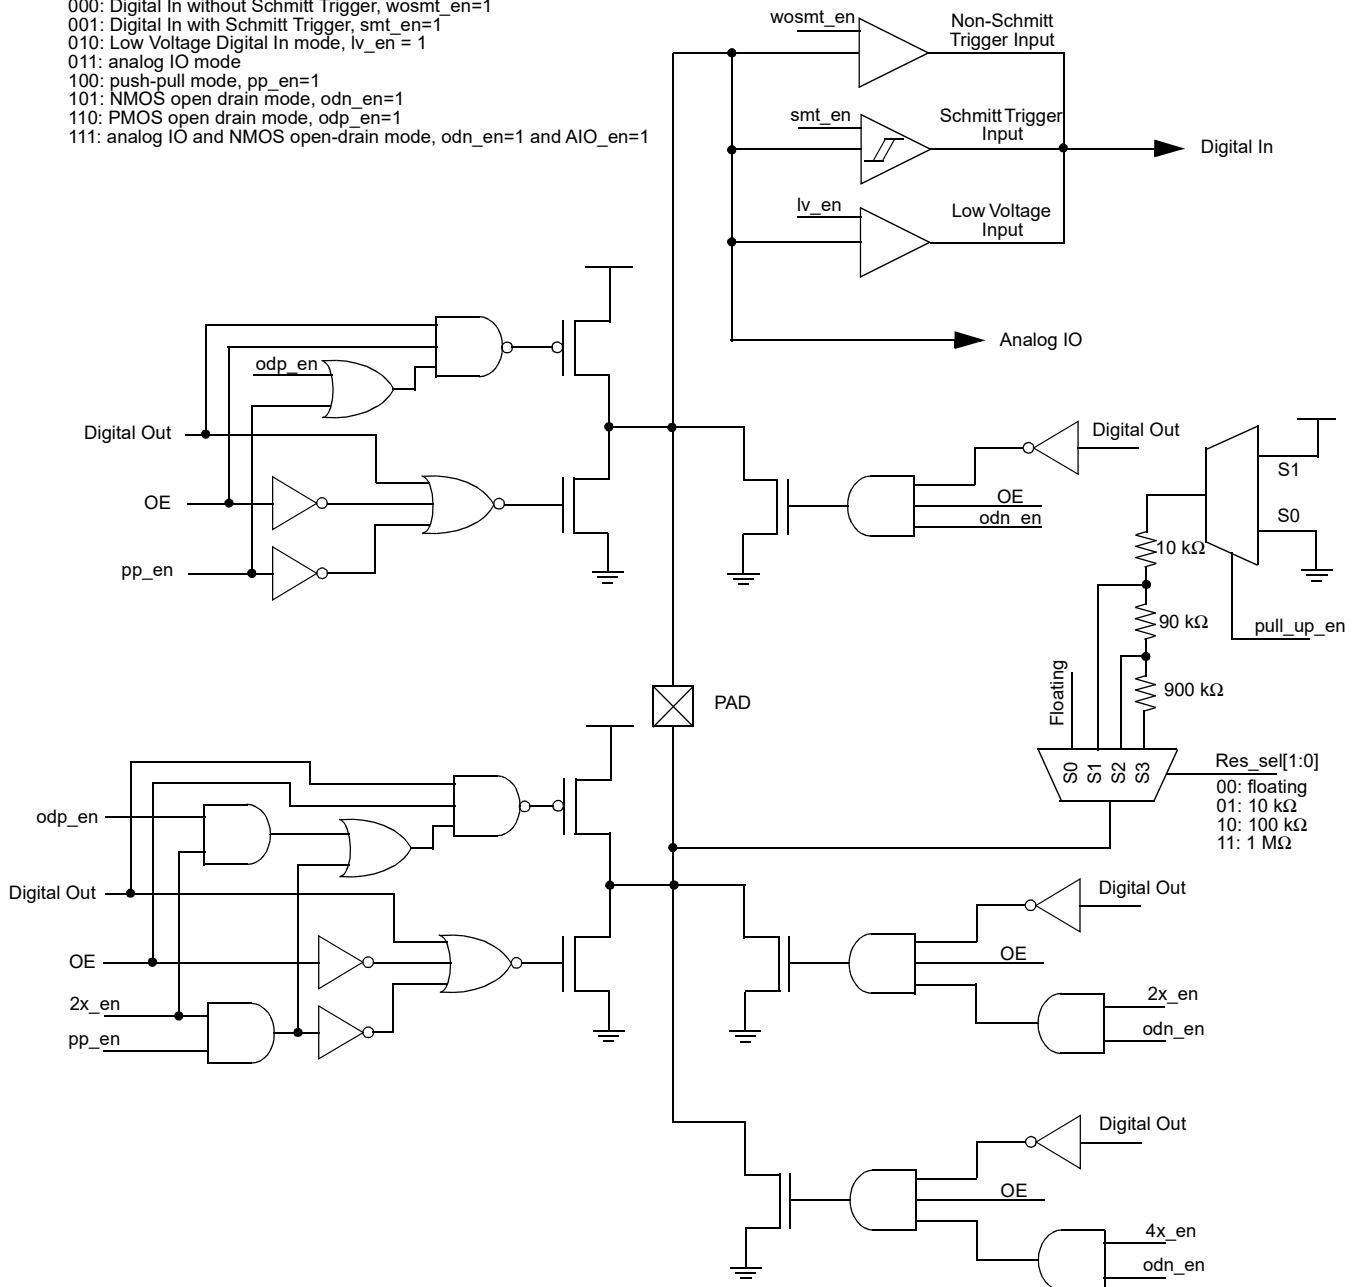 000: Digital In without Schmitt Trigger, wosmt_en=1
001: Digital In with Schmitt Trigger, smt_en=1
010: Low Voltage Digital In mode, lv_en = 1
011: analog IO mode
100: push-pull mode, pp_en=1
101: NMOS open drain mode, odn_en=1
110: PMOS open drain mode, odp_en=1
111: analog IO and NMOS open-drain mode, odn_en=1 and AIO_en=1
wosmt_en
Non-Schmitt
Trigger Input
smt_en
Schmitt Trigger
Input
Digital In
lv_en
Low Voltage
Input
Analog IO
odp_en
Digital Out
OE
pp_en
Digital Out
OE
odn_en
S1
S0
10 kΩ
90 kΩ
pull_up_en
900 kΩ
Floating
S0
S1
S2
S3
Res_sel[1:0]
00: floating
01: 10 kΩ
10: 100 kΩ
11: 1 MΩ
PAD
odp_en
Digital Out
OE
2x_en
pp_en
Digital Out
OE
2x_en
odn_en
Digital Out
OE
4x_en
odn_en